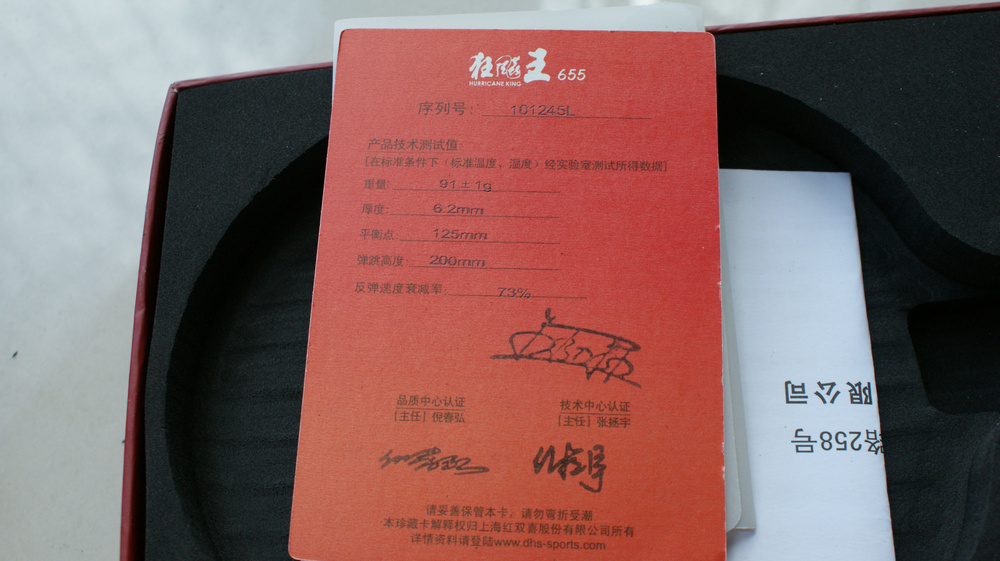 狂飚王 655
HURRICANE KING
序列号: 101245L
产品技术测试值
[在标准条件下(标准温度、湿度)经实验室测试所得数据]
重量: 91±1g
厚度: 6.2mm
平衡点: 125mm
弹跳高度: 200mm
反弹速度衰减率 73%
品质中心认证 技术中心认证
[主任] 倪春弘 [主任] 张拯宇
请妥善保管本卡, 请勿弯折受潮
本珍藏卡解释权归上海红双喜股份有限公司所有
详情资料请登陆www.dhs-sports.com
限公司
路258号